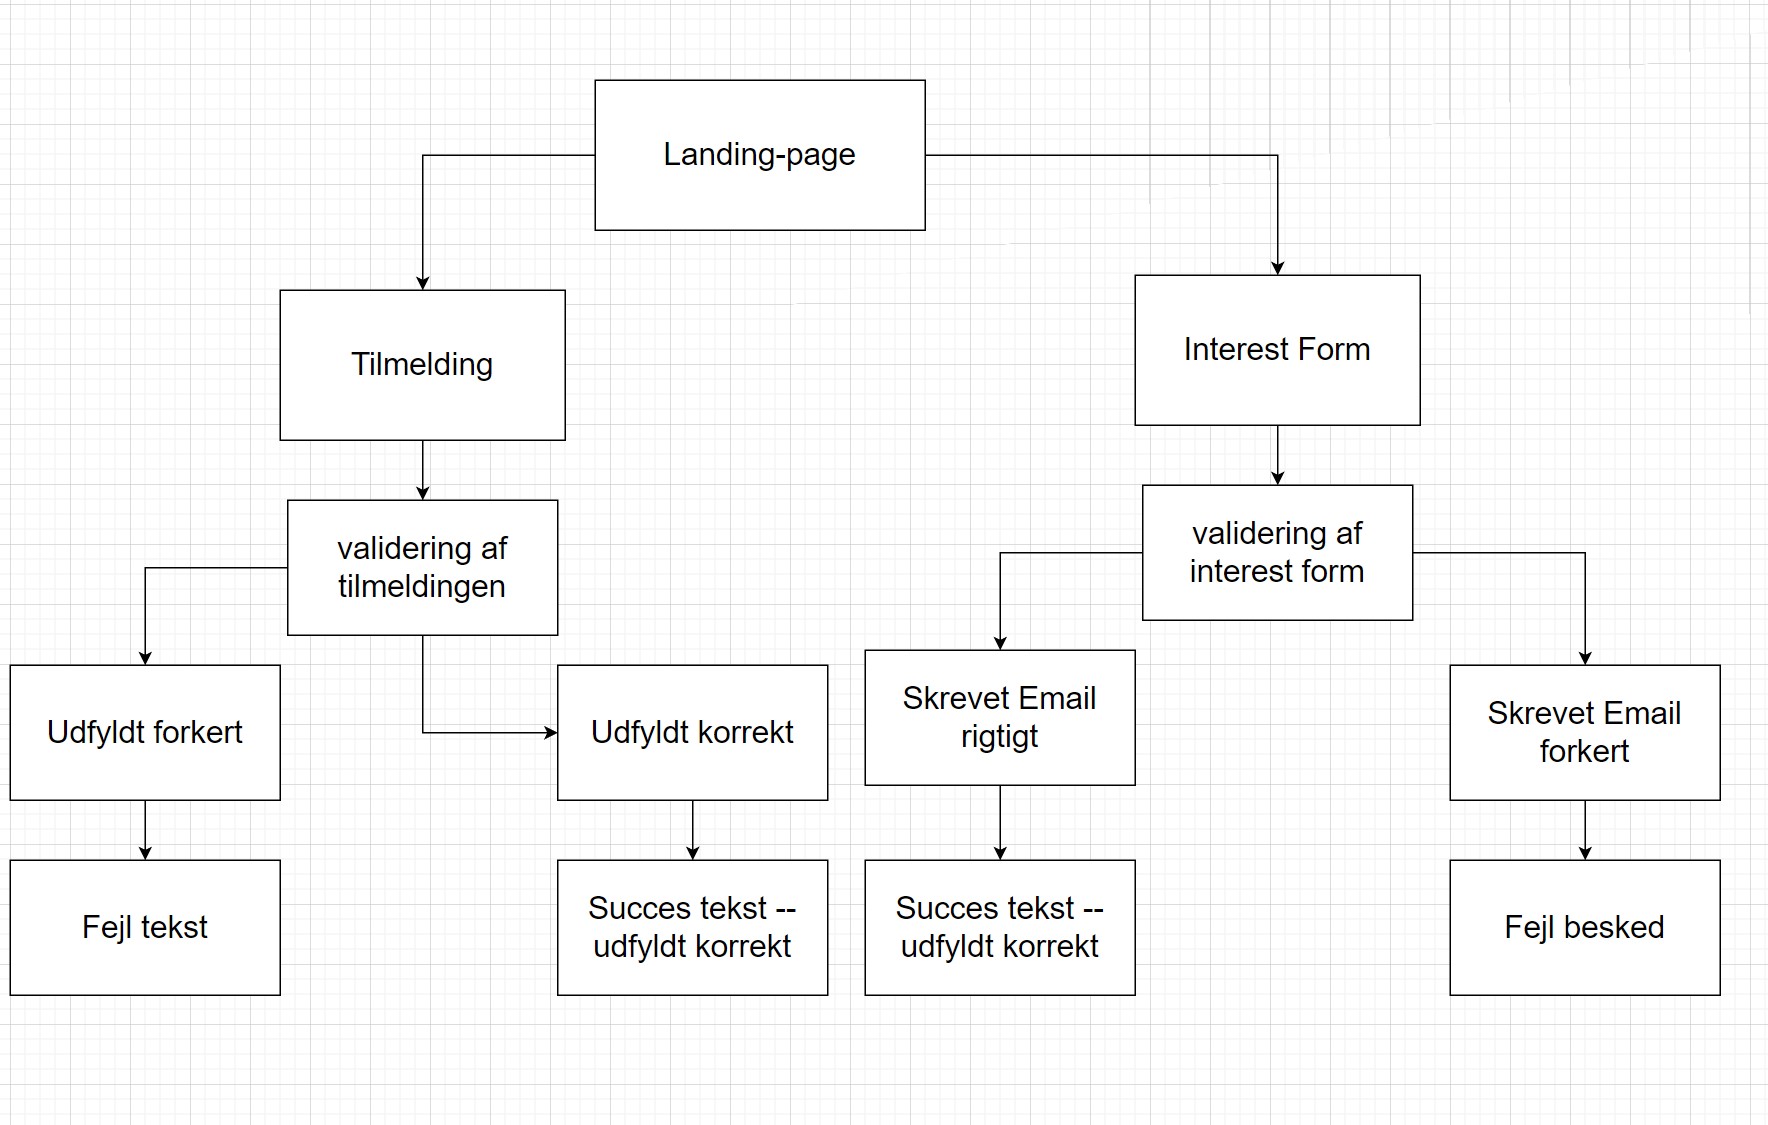 Landing-page
Tilmelding
Interest Form
validering af
tilmeldingen
validering af
interest form
Udfyldt forkert
Udfyldt korrekt
Skrevet Email
rigtigt
Skrevet Email
forkert
Fejl tekst
Succes tekst --
udfyldt korrekt
Succes tekst --
udfyldt korrekt
Fejl besked